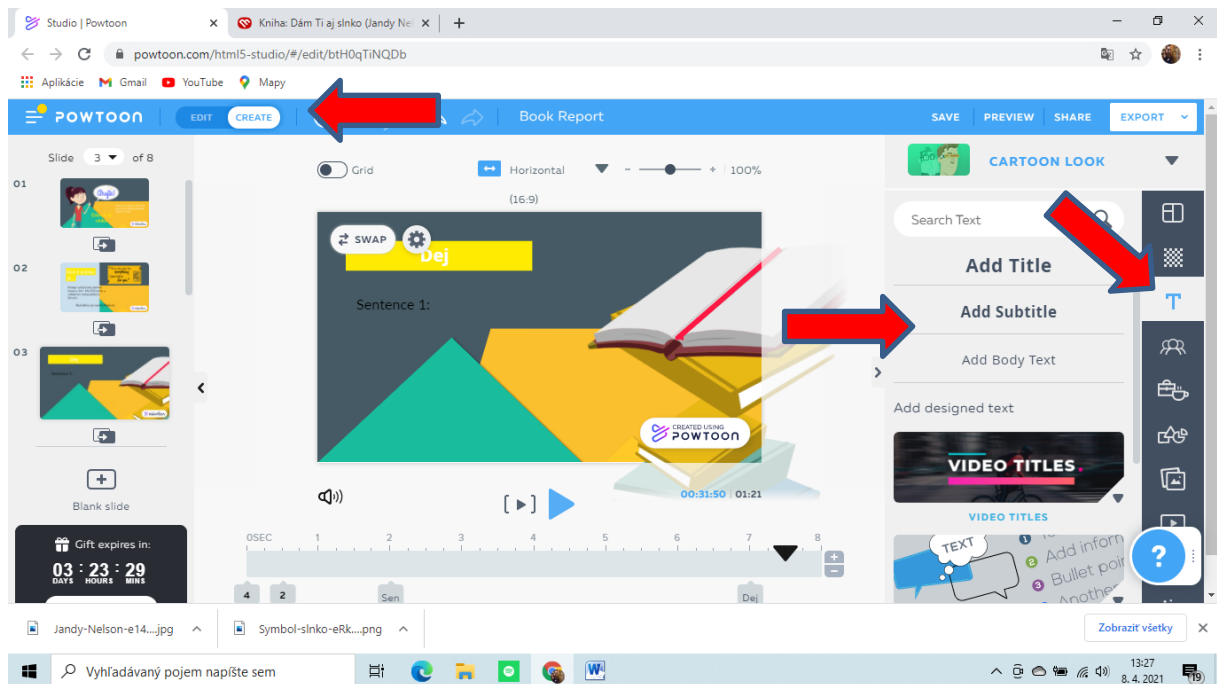 Studio | Powtoon
Kniha: Dám Ti aj slnko (Jandy Nel
powtoon.com/html5-studio/#/edit/btH0qTiNQDb
Aplikácie
Gmail
YouTube
Mapy
POWTOON
EDIT
CREATE
Book Report
SAVE
PREVIEW
SHARE
EXPORT
Slide 3 of 8
01
02
03
Blank slide
Gift expires in:
03 : 23 : 29
DAYS HOURS MINS
Grid
Horizontal
(16:9)
- + 100%
SWAP
Dej
Sentence 1:
CREATED USING
POWTOON
00:31:50 01:21
0SEC 1 2 3 4 5 6 7 8
+
-
4 2 Sen Dej
CARTOON LOOK
Search Text
Add Title
Add Subtitle
Add Body Text
Add designed text
VIDEO TITLES.
VIDEO TITLES
TEXT
Add inform
Bullet poin
Another
?
Jandy-Nelson-e14....jpg
Symbol-slnko-eRk....png
Zobraziť všetky
Vyhľadávaný pojem napíšte sem
13:27
8. 4. 2021
19